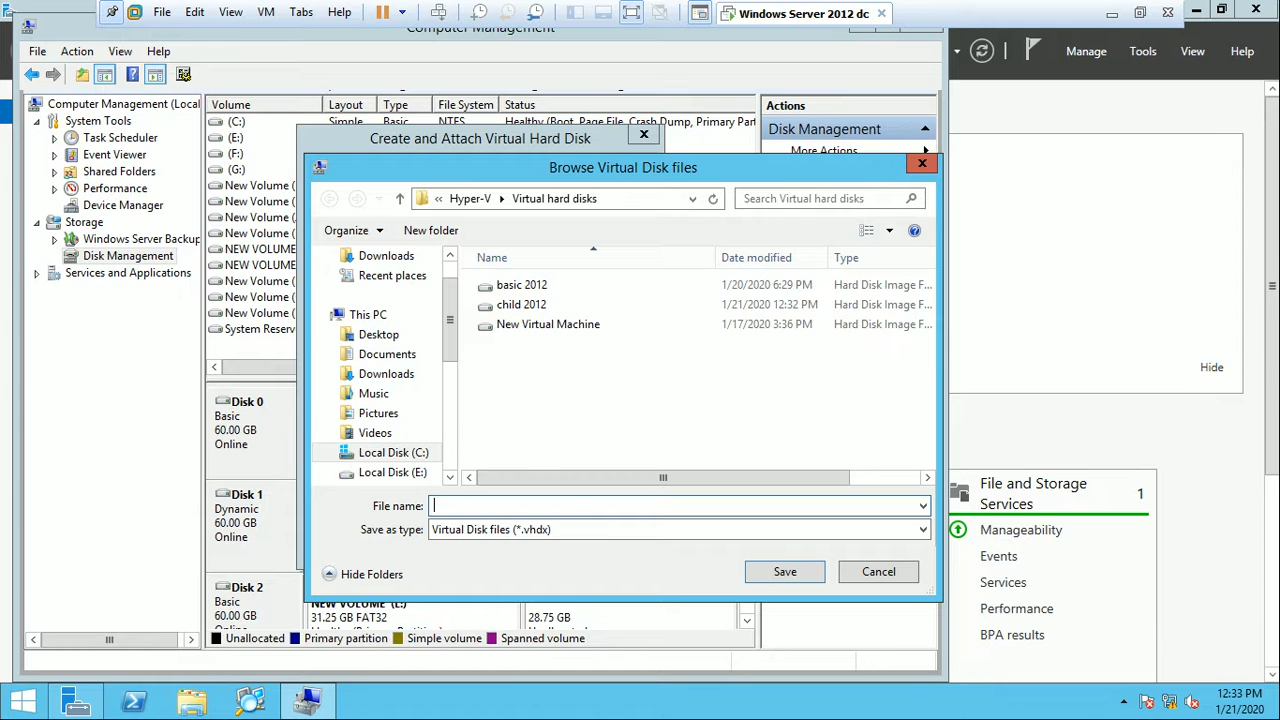 File Edit View VM Tabs Help
Windows Server 2012 dc
Computer Management
File Action View Help
Manage Tools View Help
Computer Management (Local
System Tools
Task Scheduler
Event Viewer
Shared Folders
Performance
Device Manager
Storage
Windows Server Backup
Disk Management
Services and Applications
Volume Layout Type File System Status
(C:) Simple Basic NTFS Healthy (Boot, Page File, Crash Dump, Primary Part
(E:)
(F:)
(G:)
New Volume (
New Volume (
New Volume (
New Volume (
NEW VOLUME
NEW VOLUME
New Volume (
New Volume (
New Volume (
System Reserv
Actions
Disk Management
More Actions
Create and Attach Virtual Hard Disk
Browse Virtual Disk files
Hyper-V Virtual hard disks
Search Virtual hard disks
Organize New folder
Downloads
Recent places
This PC
Desktop
Documents
Downloads
Music
Pictures
Videos
Local Disk (C:)
Local Disk (E:)
Name Date modified Type
basic 2012 1/20/2020 6:29 PM Hard Disk Image F...
child 2012 1/21/2020 12:32 PM Hard Disk Image F...
New Virtual Machine 1/17/2020 3:36 PM Hard Disk Image F...
File name:
Save as type: Virtual Disk files (*.vhdx)
Hide Folders
Save Cancel
Disk 0
Basic
60.00 GB
Online
Disk 1
Dynamic
60.00 GB
Online
Disk 2
Basic
60.00 GB
Online
NEW VOLUME (E:)
31.25 GB FAT32
28.75 GB
Unallocated Primary partition Simple volume Spanned volume
Hide
File and Storage
Services
1
Manageability
Events
Services
Performance
BPA results
12:33 PM
1/21/2020